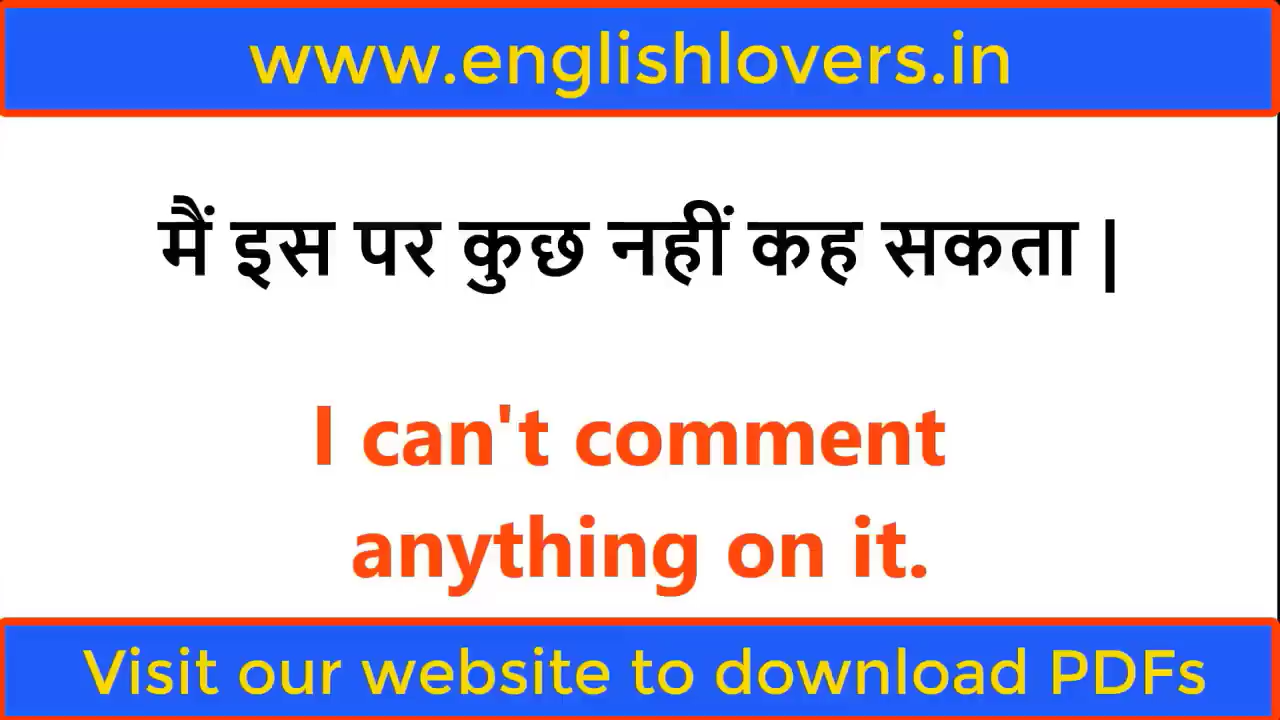 www.englishlovers.in
मैं इस पर कुछ नहीं कह सकता |
I can't comment
anything on it.
Visit our website to download PDFs